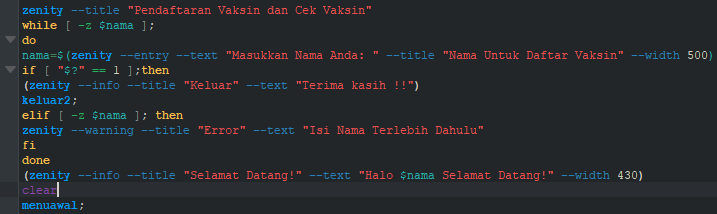 zenity --title "Pendaftaran Vaksin dan Cek Vaksin"
while [ -z $nama ];
do
nama=$(zenity --entry --text "Masukkan Nama Anda: " --title "Nama Untuk Daftar Vaksin" --width 500)
if [ "$?" == 1 ];then
(zenity --info --title "Keluar" --text "Terima kasih !!")
keluar2;
elif [ -z $nama ]; then
zenity --warning --title "Error" --text "Isi Nama Terlebih Dahulu"
fi
done
(zenity --info --title "Selamat Datang!" --text "Halo $nama Selamat Datang!" --width 430)
clear
menuawal;